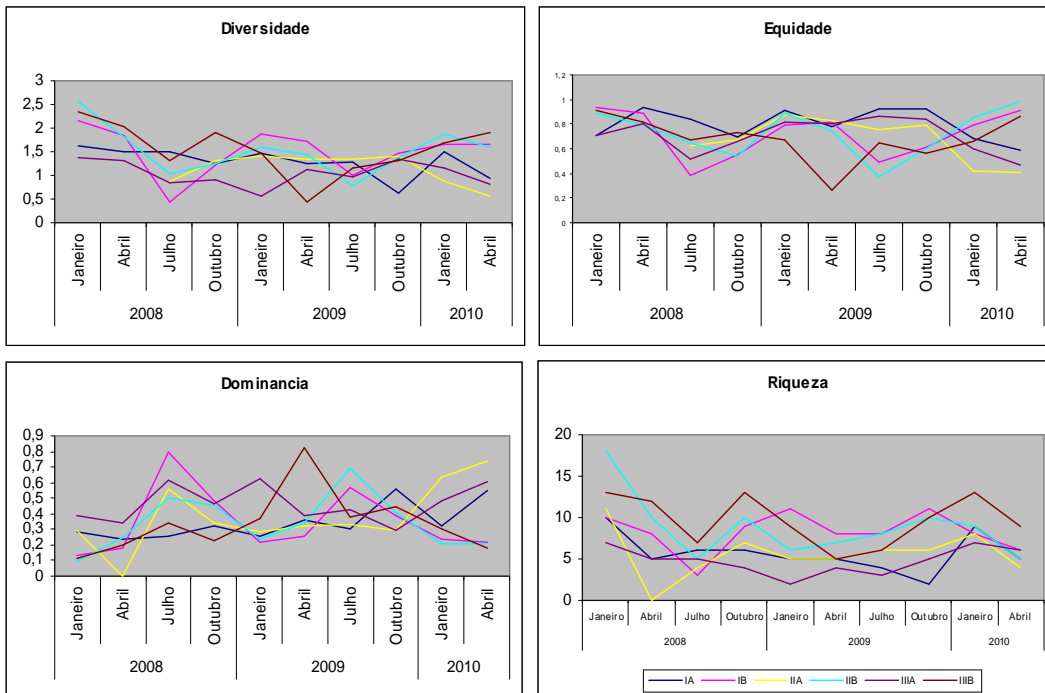 Diversidade
3
2,5
2
1,5
1
0,5
0
Janeiro Abril Julho Outubro Janeiro Abril Julho Outubro Janeiro Abril
2008 2009 2010
Equidade
1,2
1
0,8
0,6
0,4
0,2
0
Janeiro Abril Julho Outubro Janeiro Abril Julho Outubro Janeiro Abril
2008 2009 2010
Dominancia
0,9
0,8
0,7
0,6
0,5
0,4
0,3
0,2
0,1
0
Janeiro Abril Julho Outubro Janeiro Abril Julho Outubro Janeiro Abril
2008 2009 2010
Riqueza
20
15
10
5
0
Janeiro Abril Julho Outubro Janeiro Abril Julho Outubro Janeiro Abril
2008 2009 2010
IA IB IIA IIB IIIA IIIB